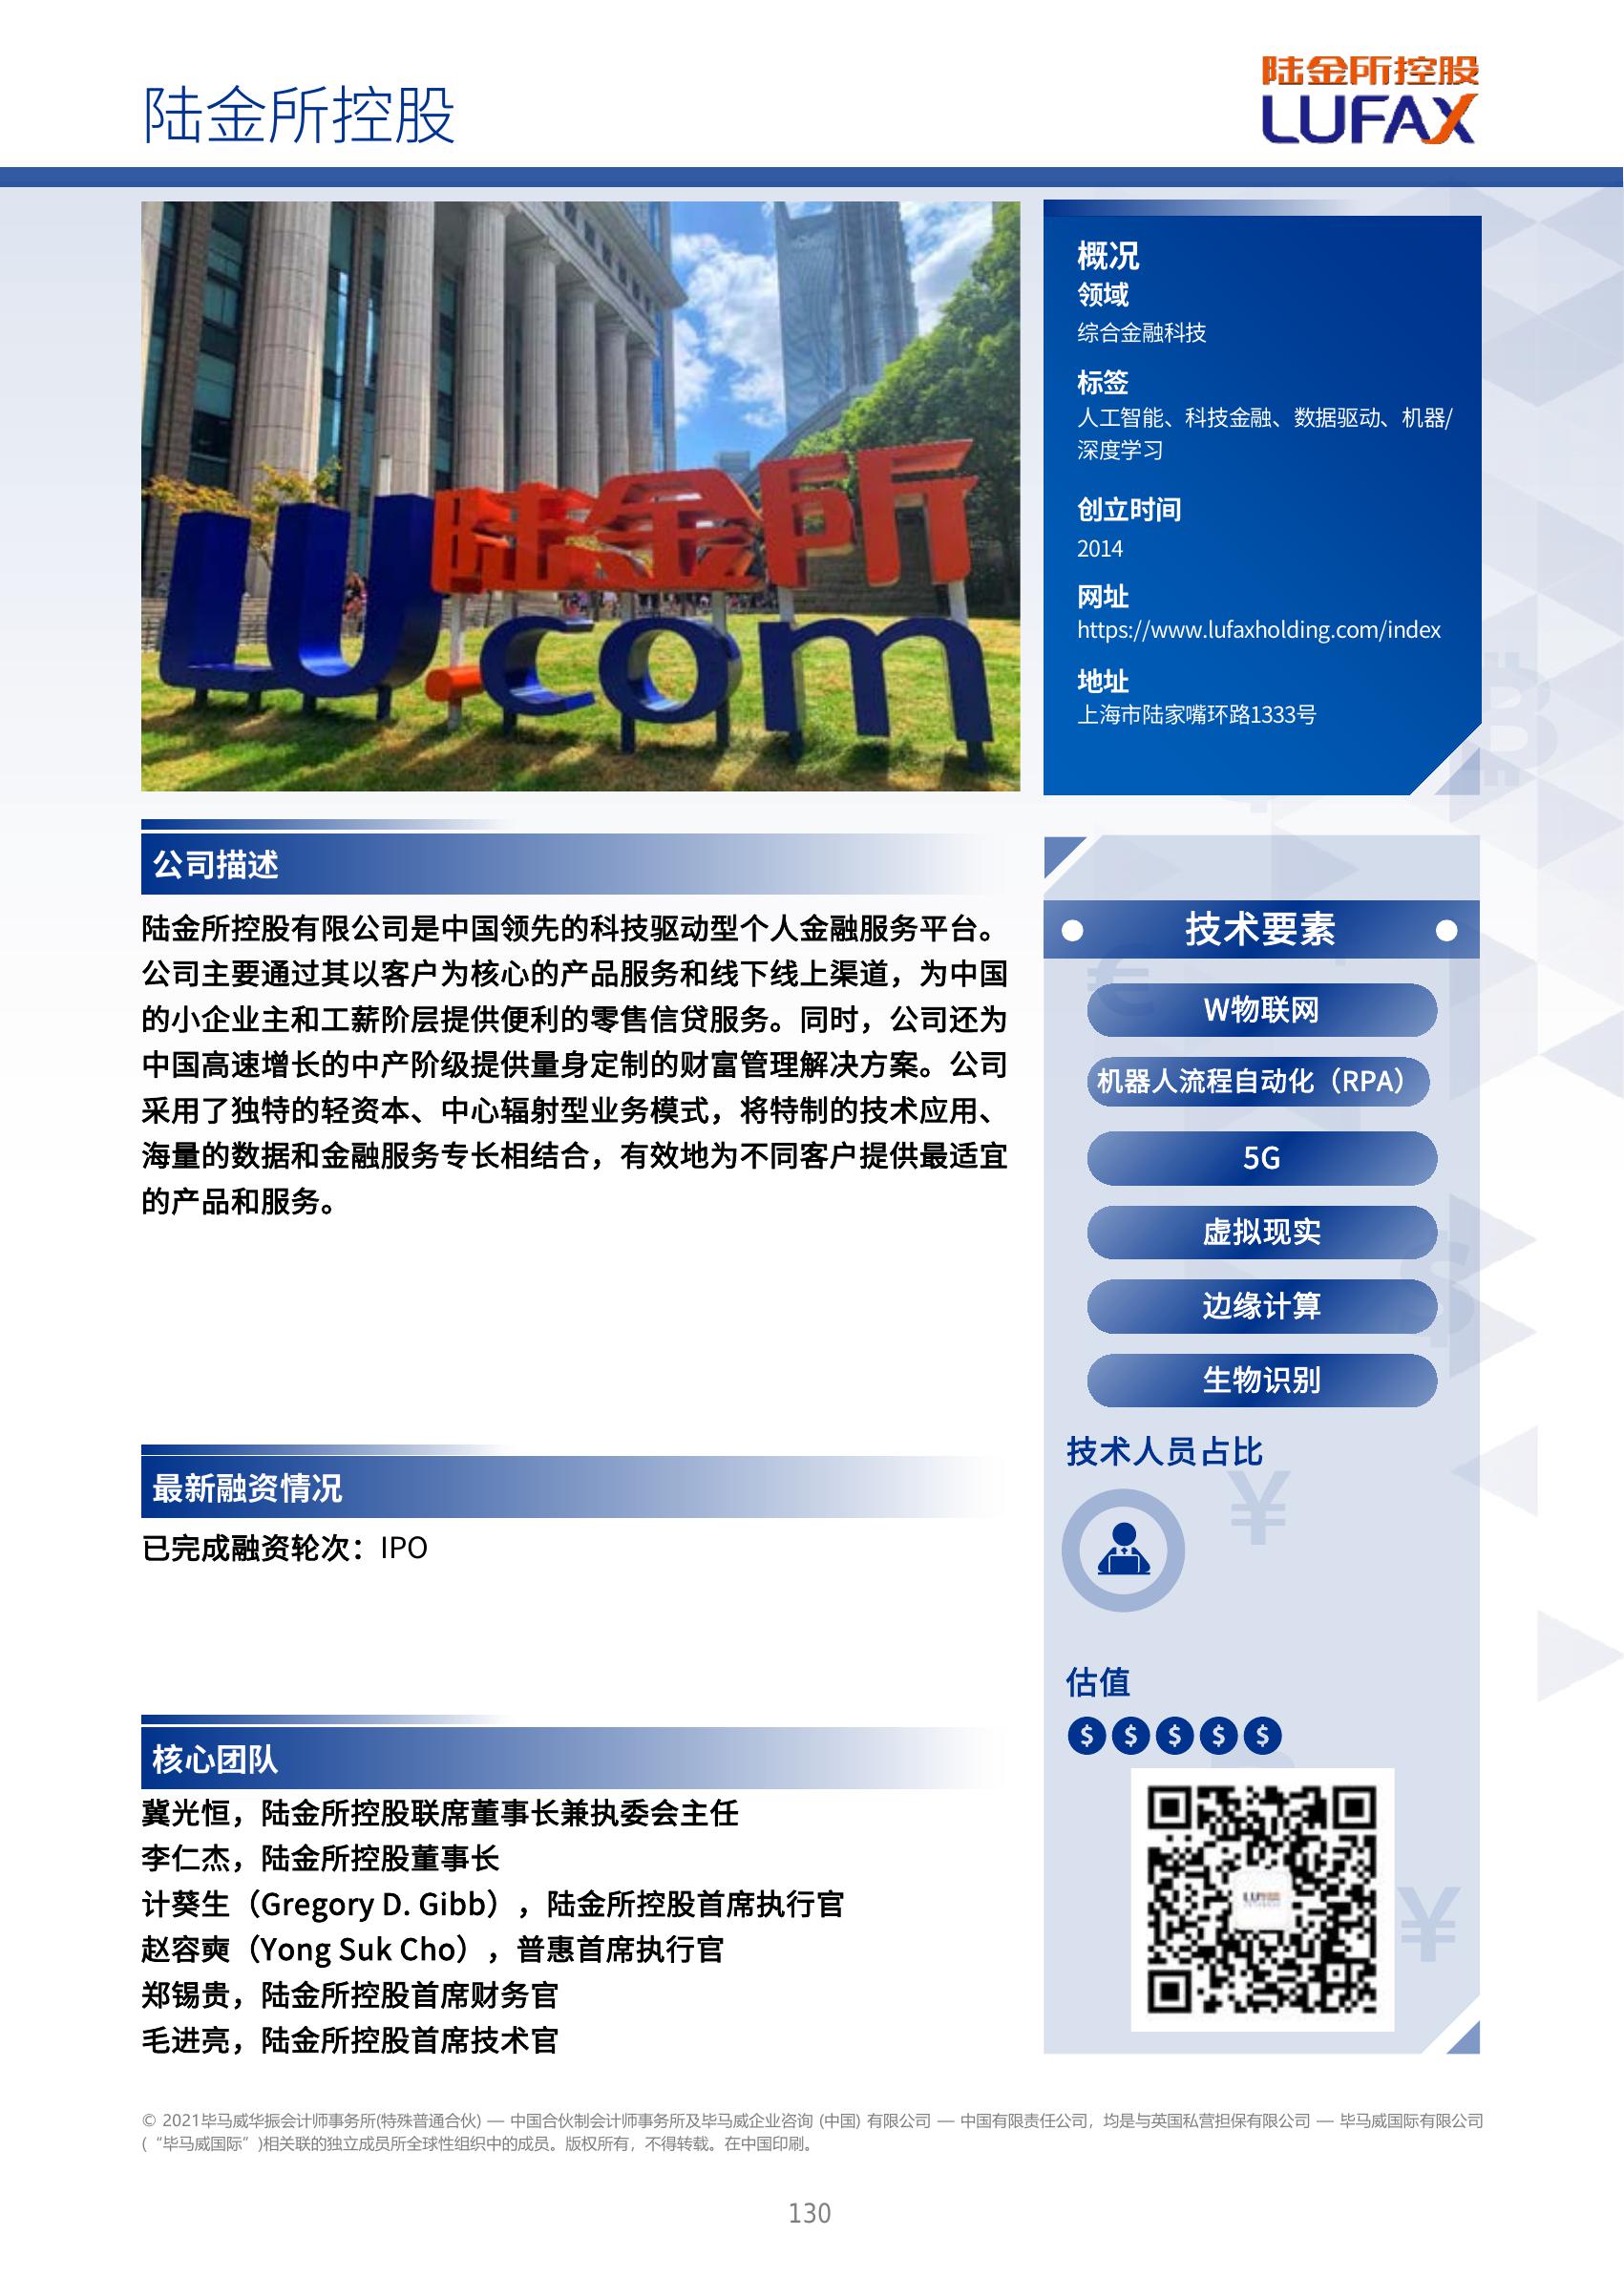 陆金所控股
陆金所控股
LUFAX
LU陆金所
.com
概况
领域
综合金融科技
标签
人工智能、科技金融、数据驱动、机器/
深度学习
创立时间
2014
网址
https://www.lufaxholding.com/index
地址
上海市陆家嘴环路1333号
公司描述
陆金所控股有限公司是中国领先的科技驱动型个人金融服务平台。
公司主要通过其以客户为核心的产品服务和线下线上渠道，为中国
的小企业主和工薪阶层提供便利的零售信贷服务。同时，公司还为
中国高速增长的中产阶级提供量身定制的财富管理解决方案。公司
采用了独特的轻资本、中心辐射型业务模式，将特制的技术应用、
海量的数据和金融服务专长相结合，有效地为不同客户提供最适宜
的产品和服务。
最新融资情况
已完成融资轮次：IPO
核心团队
冀光恒，陆金所控股联席董事长兼执委会主任
李仁杰，陆金所控股董事长
计葵生（Gregory D. Gibb），陆金所控股首席执行官
赵容奭（Yong Suk Cho），普惠首席执行官
郑锡贵，陆金所控股首席财务官
毛进亮，陆金所控股首席技术官
技术要素
W物联网
机器人流程自动化（RPA）
5G
虚拟现实
边缘计算
生物识别
技术人员占比
估值
$ $ $ $ $
© 2021毕马威华振会计师事务所(特殊普通合伙) — 中国合伙制会计师事务所及毕马威企业咨询 (中国) 有限公司 — 中国有限责任公司，均是与英国私营担保有限公司 — 毕马威国际有限公司
(“毕马威国际”)相关联的独立成员所全球性组织中的成员。版权所有，不得转载。在中国印刷。
130